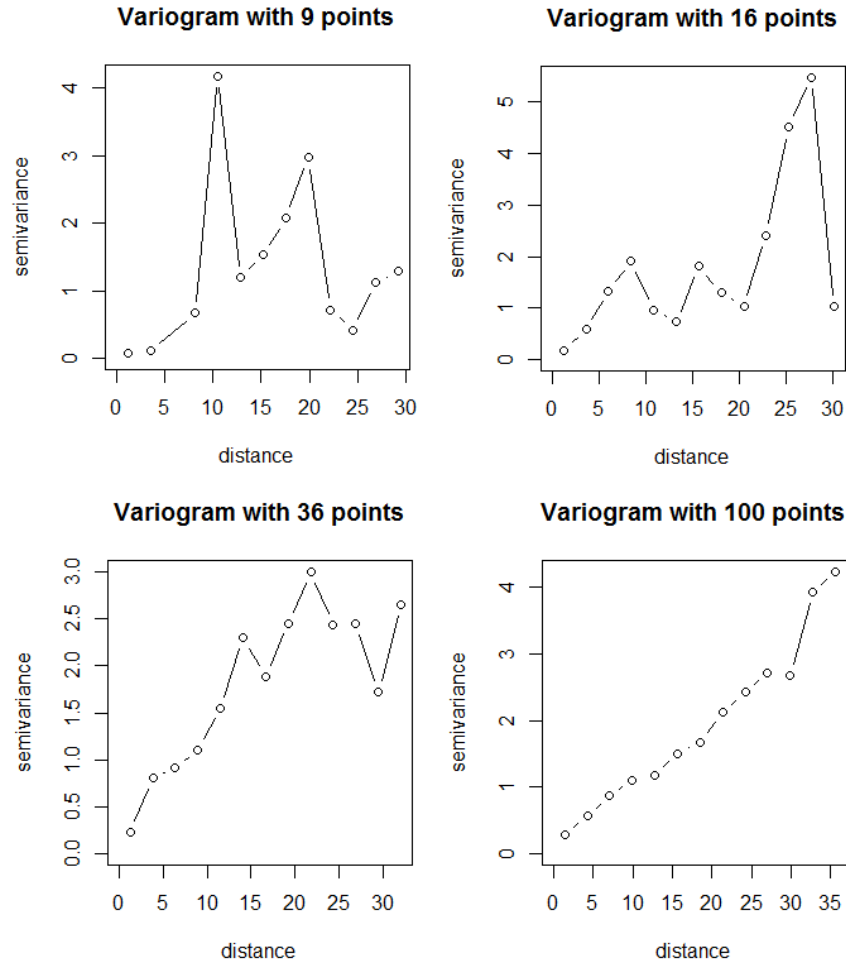 Variogram with 9 points
semivariance
4
3
2
1
0
0 5 10 15 20 25 30
distance
Variogram with 16 points
semivariance
5
4
3
2
1
0
0 5 10 15 20 25 30
distance
Variogram with 36 points
semivariance
3.0
2.5
2.0
1.5
1.0
0.5
0.0
0 5 10 15 20 25 30
distance
Variogram with 100 points
semivariance
4
3
2
1
0
0 5 10 15 20 25 30 35
distance